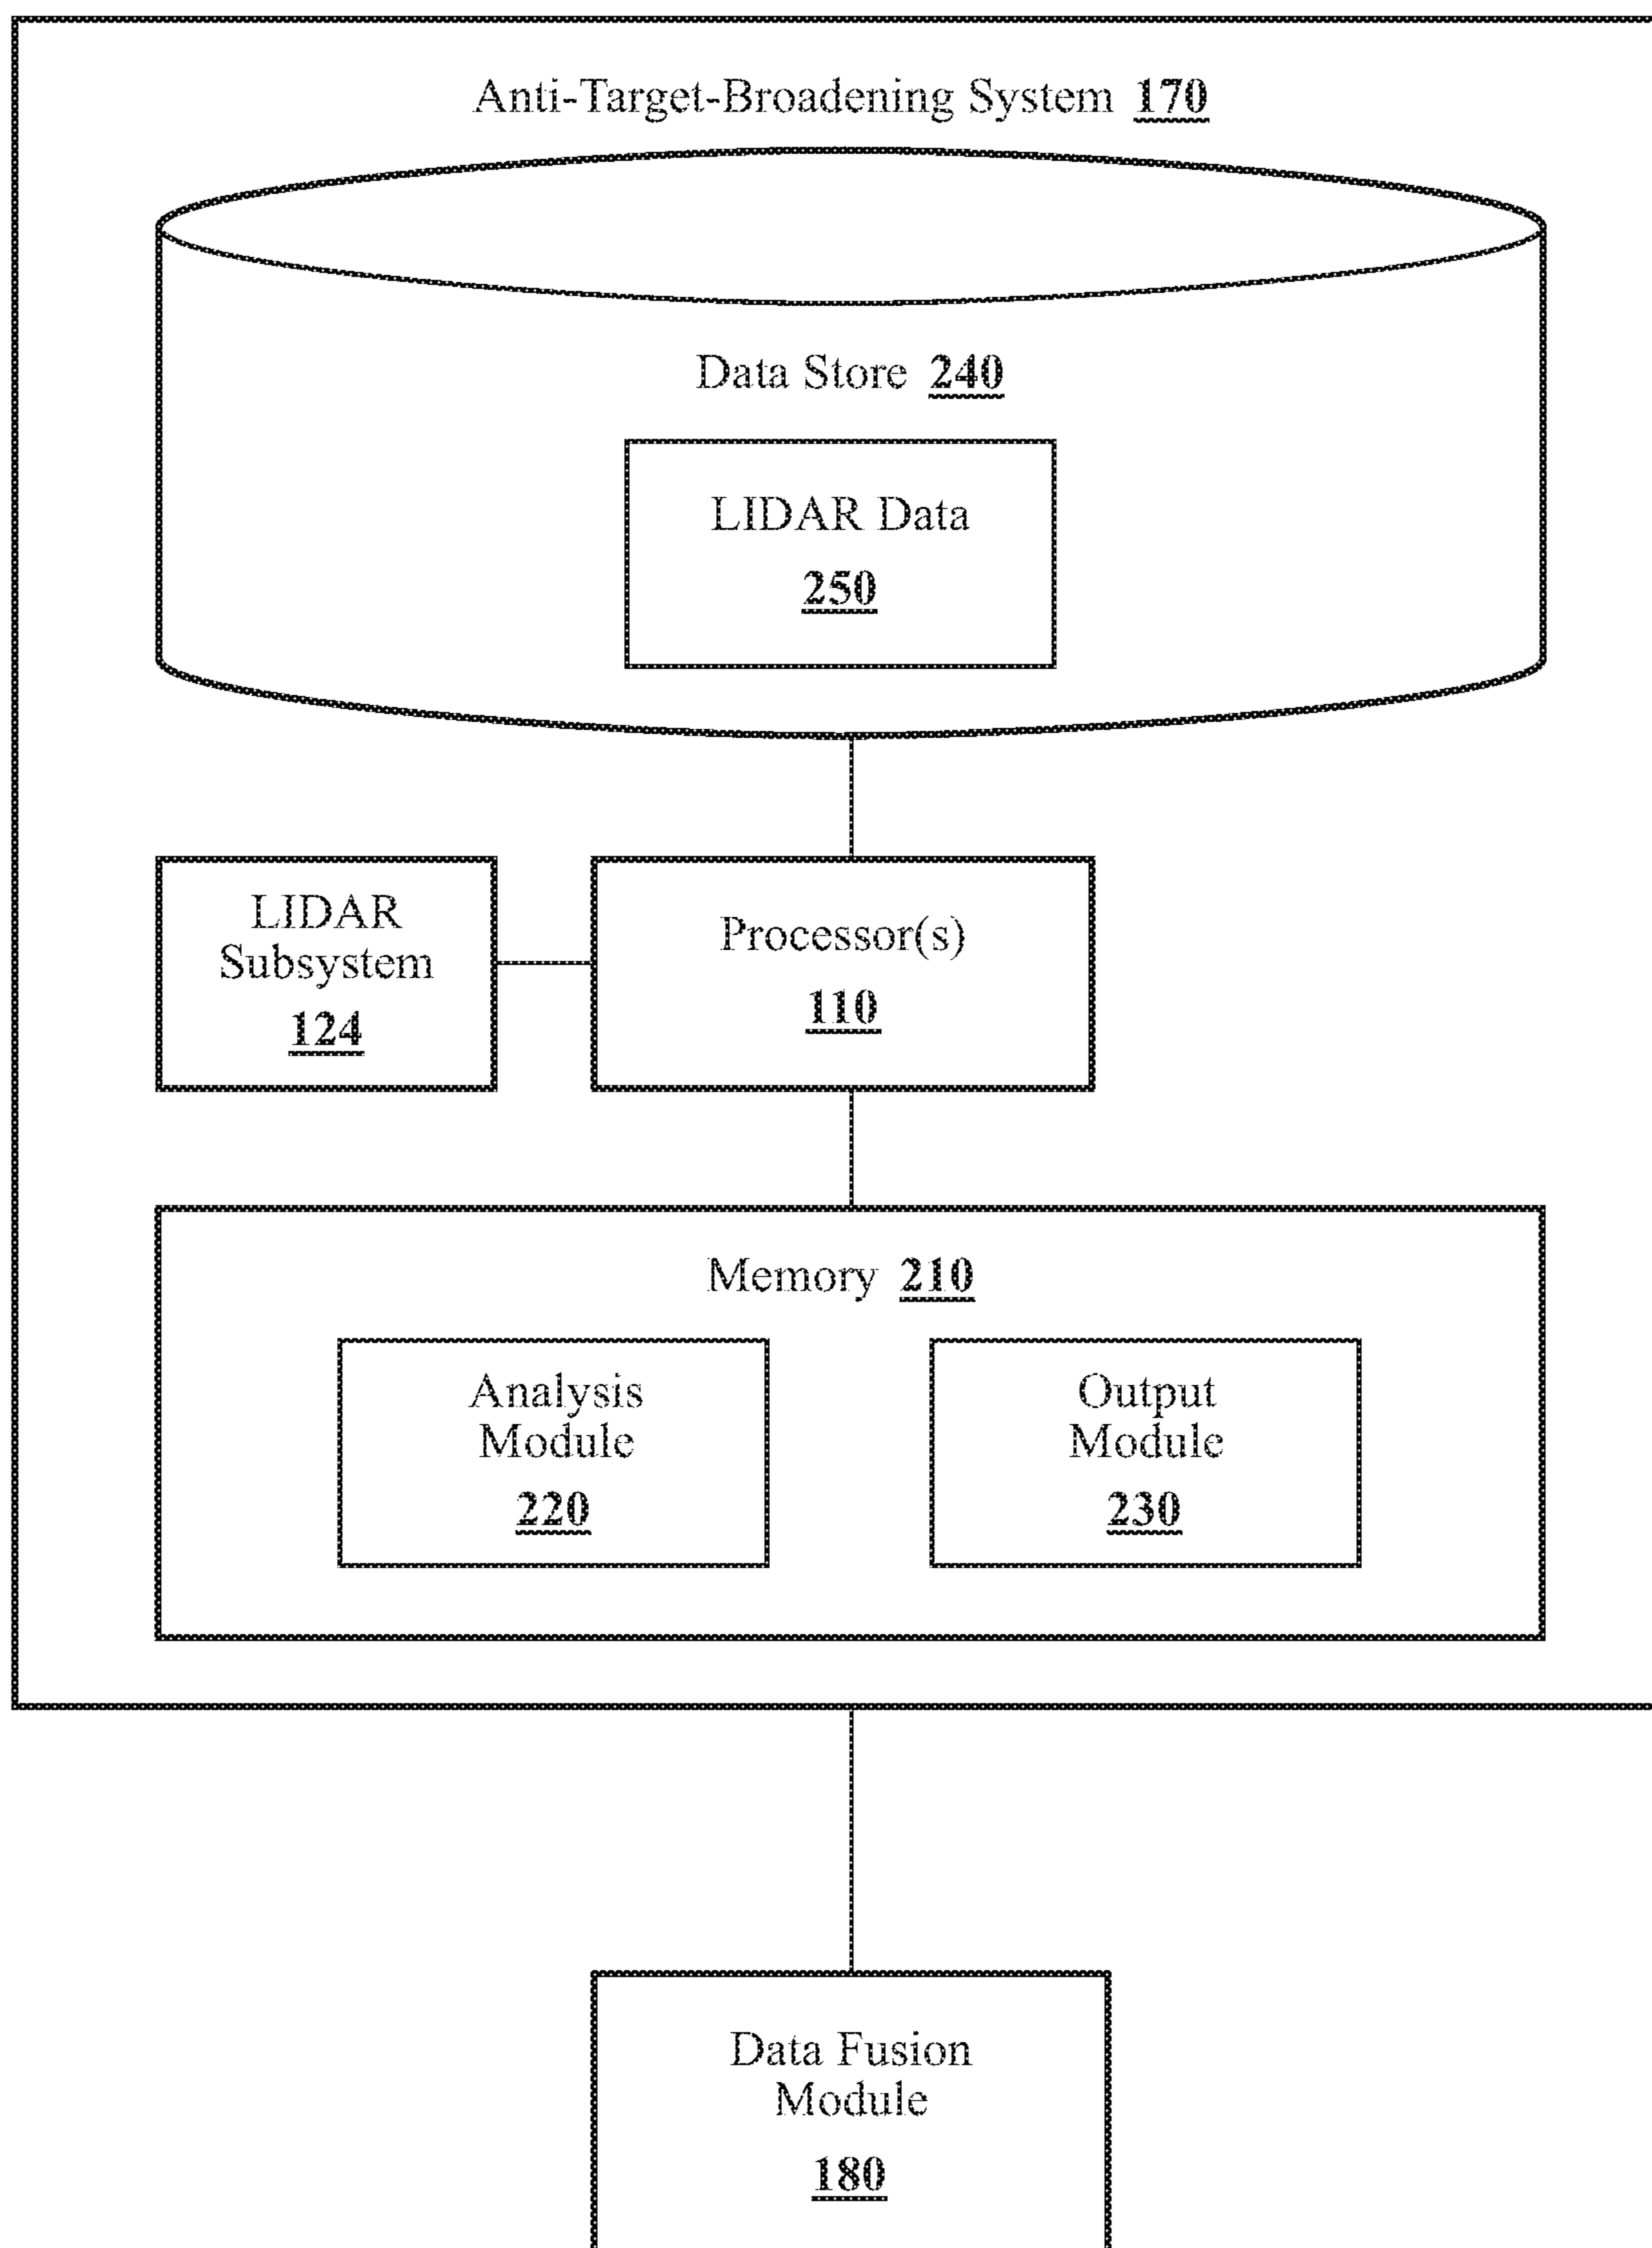 Anti-Target-Broadening System 170
Data Store 240
LIDAR Data
250
LIDAR
Subsystem
124
Processor(s)
110
Memory 210
Analysis
Module
220
Output
Module
230
Data Fusion
Module
180